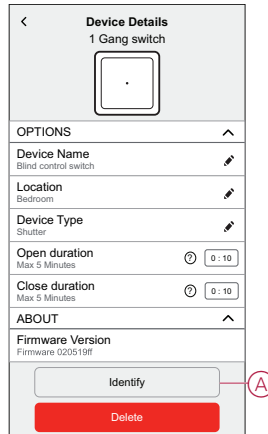 Device Details
1 Gang switch
OPTIONS
Device Name
Blind control switch
Location
Bedroom
Device Type
Shutter
Open duration
Max 5 Minutes
? 0 : 10
Close duration
Max 5 Minutes
? 0 : 10
ABOUT
Firmware Version
Firmware 020519ff
Identify
A
Delete